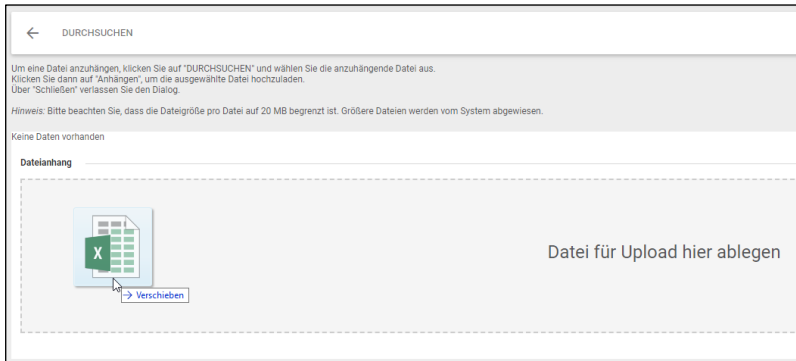 ← DURCHSUCHEN
Um eine Datei anzuhängen, klicken Sie auf "DURCHSUCHEN" und wählen Sie die anzuhängende Datei aus.
Klicken Sie dann auf "Anhängen", um die ausgewählte Datei hochzuladen.
Über "Schließen" verlassen Sie den Dialog.
Hinweis: Bitte beachten Sie, dass die Dateigröße pro Datei auf 20 MB begrenzt ist. Größere Dateien werden vom System abgewiesen.
Keine Daten vorhanden
Dateianhang
X
Datei für Upload hier ablegen
→ Verschieben